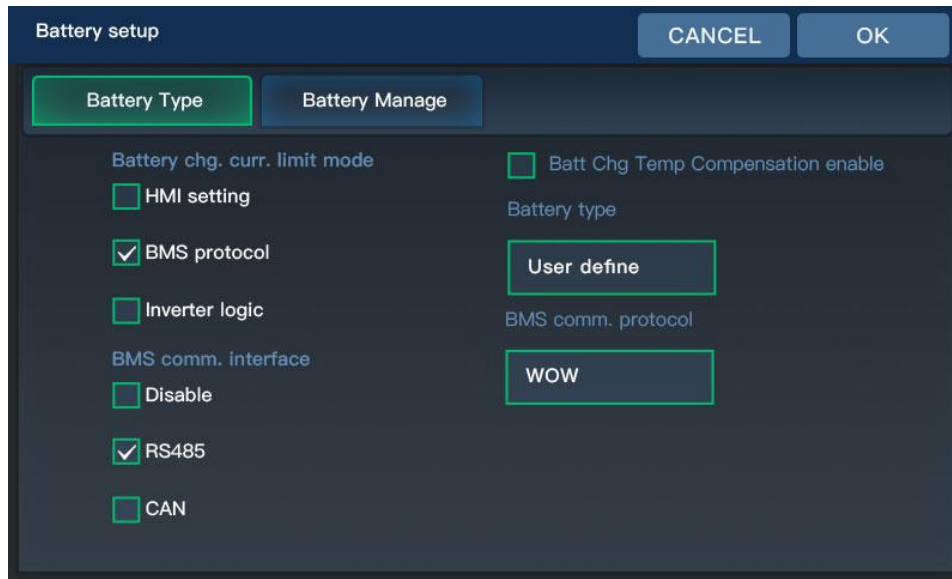 Battery setup
CANCEL
OK
Battery Type
Battery Manage
Battery chg. curr. limit mode
HMI setting
BMS protocol
Inverter logic
BMS comm. interface
Disable
RS485
CAN
Batt Chg Temp Compensation enable
Battery type
User define
BMS comm. protocol
WOW